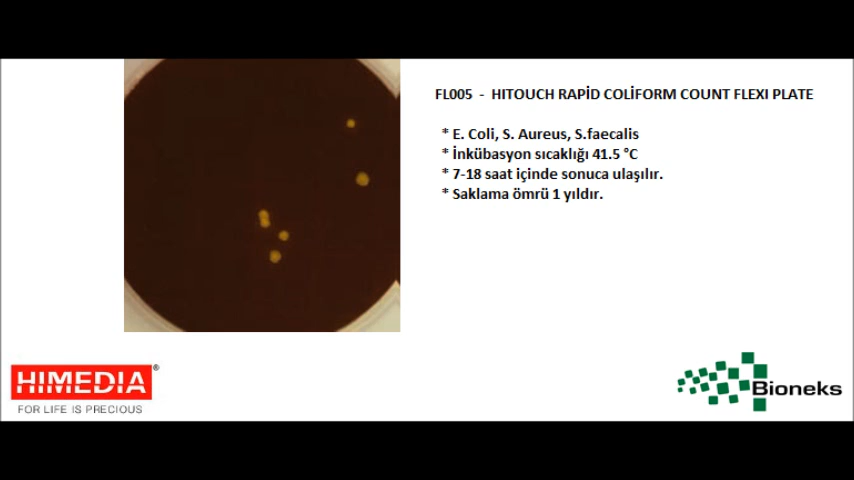 FL005 - HITOUCH RAPİD COLİFORM COUNT FLEXI PLATE
* E. Coli, S. Aureus, S.faecalis
* İnkübasyon sıcaklığı 41.5 °C
* 7-18 saat içinde sonuca ulaşılır.
* Saklama ömrü 1 yıldır.
HIMEDIA®
FOR LIFE IS PRECIOUS
Bioneks